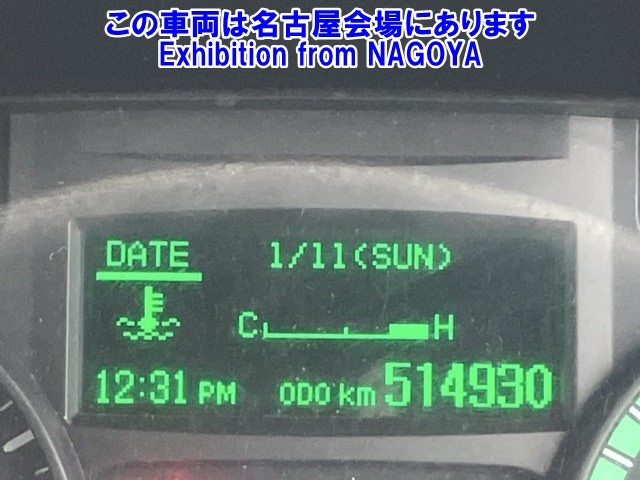 この車両は名古屋会場にあります
Exhibition from NAGOYA
DATE 1/11(SUN)
C H
12:31 PM ODO km 514930